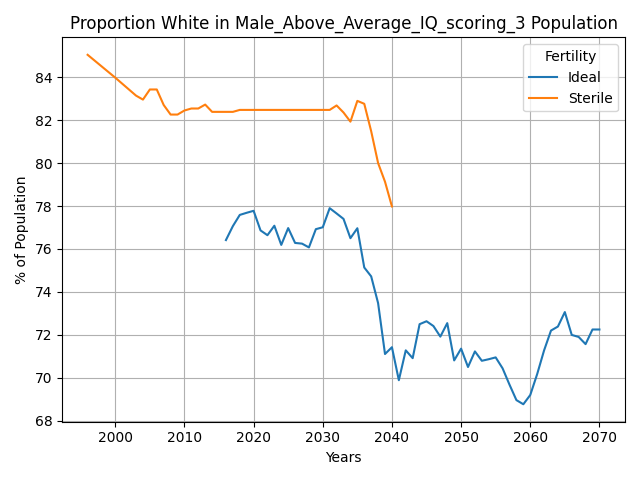 Proportion White in Male_Above_Average_IQ_scoring_3 Population
Fertility
Ideal
Sterile
% of Population
84
82
80
78
76
74
72
70
68
2000
2010
2020
2030
2040
2050
2060
2070
Years